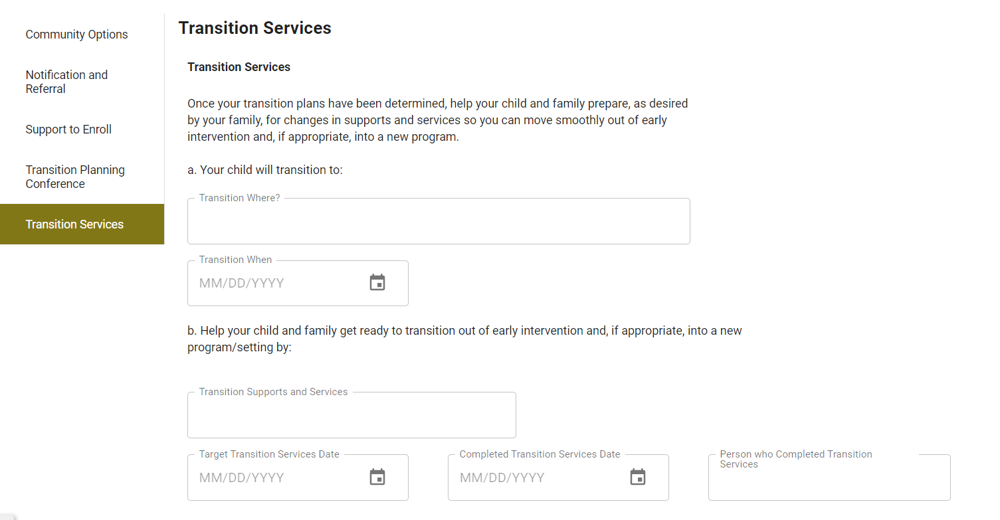 Community Options
Notification and
Referral
Support to Enroll
Transition Planning
Conference
Transition Services
Transition Services
Transition Services
Once your transition plans have been determined, help your child and family prepare, as desired
by your family, for changes in supports and services so you can move smoothly out of early
intervention and, if appropriate, into a new program.
a. Your child will transition to:
Transition Where?
Transition When
MM/DD/YYYY
b. Help your child and family get ready to transition out of early intervention and, if appropriate, into a new
program/setting by:
Transition Supports and Services
Target Transition Services Date
MM/DD/YYYY
Completed Transition Services Date
MM/DD/YYYY
Person who Completed Transition
Services